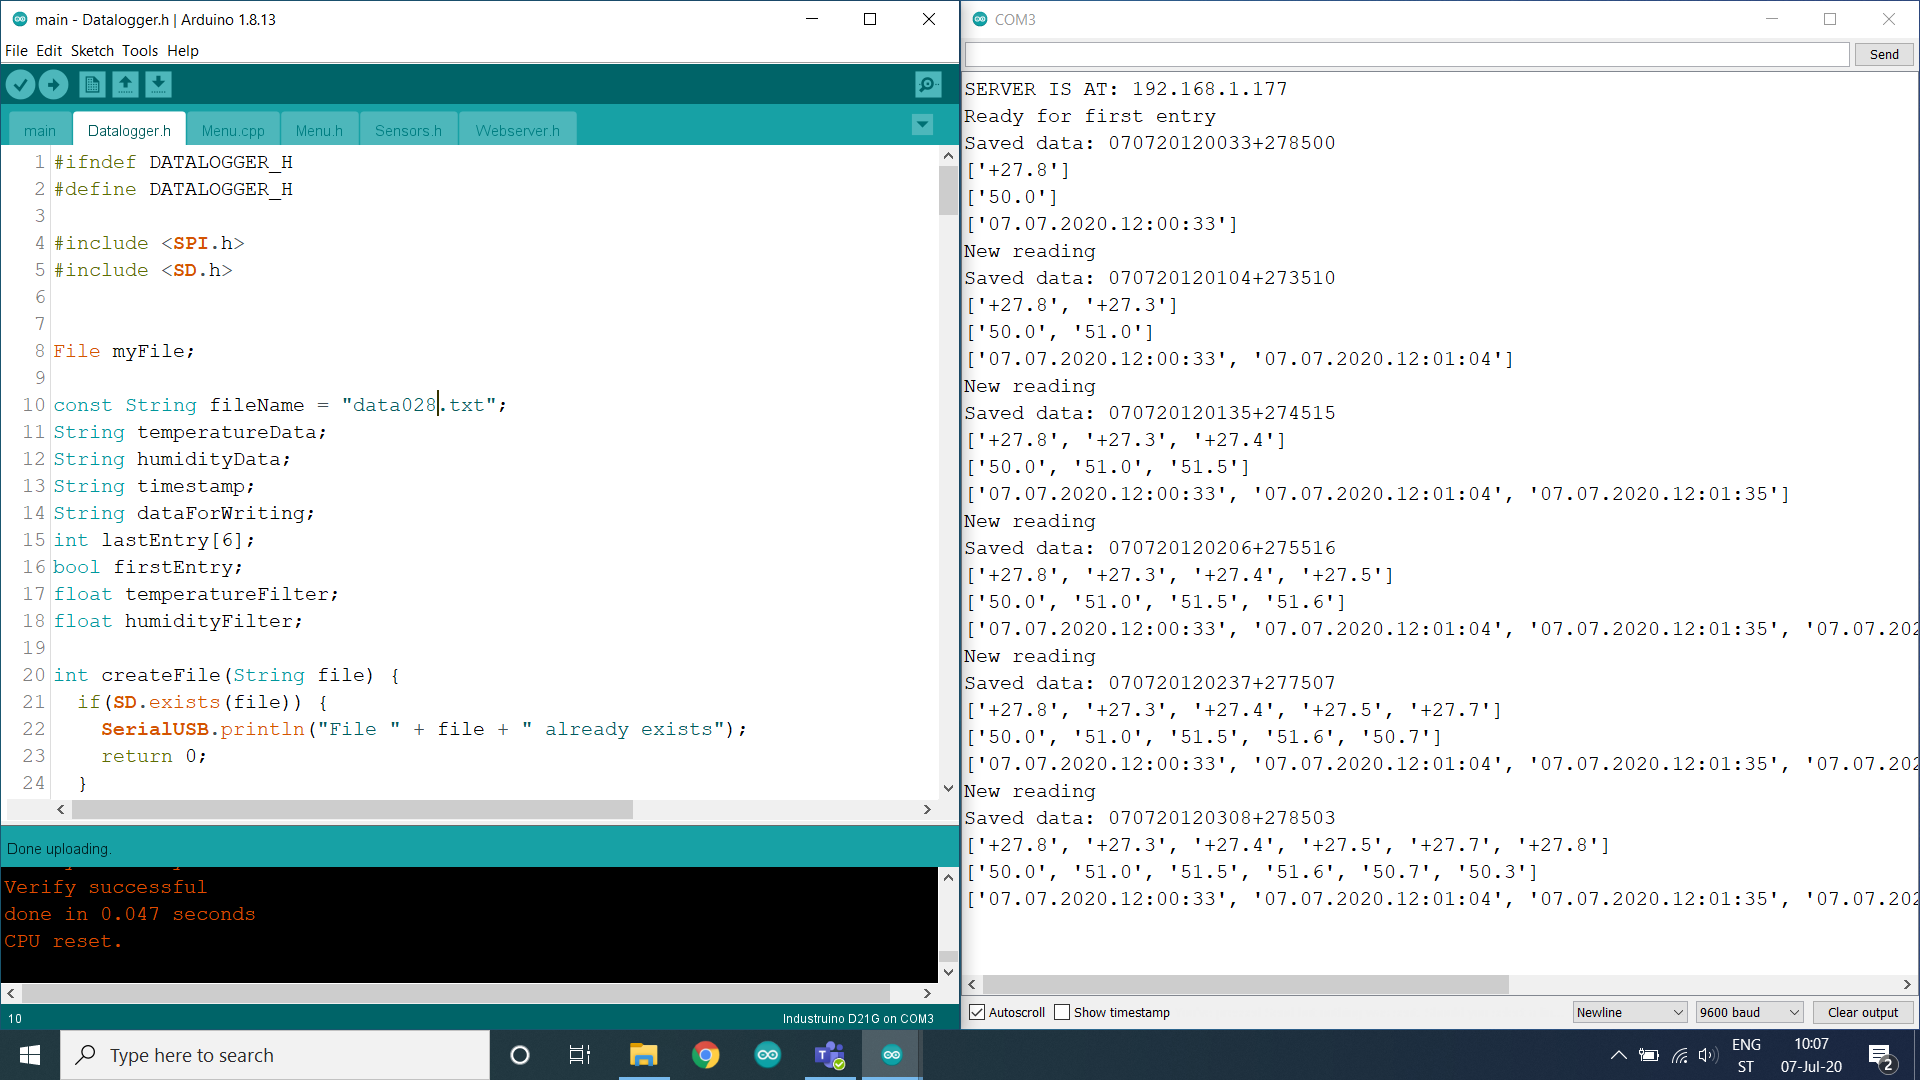 main - Datalogger.h | Arduino 1.8.13
File Edit Sketch Tools Help
main Datalogger.h Menu.cpp Menu.h Sensors.h Webserver.h
1 #ifndef DATALOGGER_H
2 #define DATALOGGER_H
3
4 #include <SPI.h>
5 #include <SD.h>
6
7
8 File myFile;
9
10 const String fileName = "data028.txt";
11 String temperatureData;
12 String humidityData;
13 String timestamp;
14 String dataForWriting;
15 int lastEntry[6];
16 bool firstEntry;
17 float temperatureFilter;
18 float humidityFilter;
19
20 int createFile(String file) {
21 if(SD.exists(file)) {
22 SerialUSB.println("File " + file + " already exists");
23 return 0;
24 }
Done uploading.
Verify successful
done in 0.047 seconds
CPU reset.
10 Industruino D21G on COM3
COM3
Send
SERVER IS AT: 192.168.1.177
Ready for first entry
Saved data: 070720120033+278500
['+27.8']
['50.0']
['07.07.2020.12:00:33']
New reading
Saved data: 070720120104+273510
['+27.8', '+27.3']
['50.0', '51.0']
['07.07.2020.12:00:33', '07.07.2020.12:01:04']
New reading
Saved data: 070720120135+274515
['+27.8', '+27.3', '+27.4']
['50.0', '51.0', '51.5']
['07.07.2020.12:00:33', '07.07.2020.12:01:04', '07.07.2020.12:01:35']
New reading
Saved data: 070720120206+275516
['+27.8', '+27.3', '+27.4', '+27.5']
['50.0', '51.0', '51.5', '51.6']
['07.07.2020.12:00:33', '07.07.2020.12:01:04', '07.07.2020.12:01:35', '07.07.202
New reading
Saved data: 070720120237+277507
['+27.8', '+27.3', '+27.4', '+27.5', '+27.7']
['50.0', '51.0', '51.5', '51.6', '50.7']
['07.07.2020.12:00:33', '07.07.2020.12:01:04', '07.07.2020.12:01:35', '07.07.202
New reading
Saved data: 070720120308+278503
['+27.8', '+27.3', '+27.4', '+27.5', '+27.7', '+27.8']
['50.0', '51.0', '51.5', '51.6', '50.7', '50.3']
['07.07.2020.12:00:33', '07.07.2020.12:01:04', '07.07.2020.12:01:35', '07.07.202
Autoscroll Show timestamp Newline 9600 baud Clear output
Type here to search
ENG
ST
10:07
07-Jul-20
2